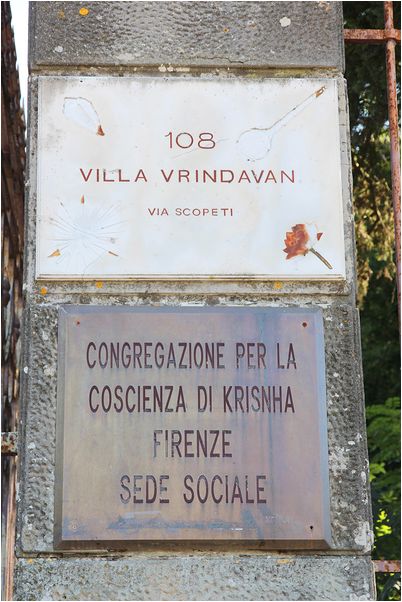 108
VILLA VRINDAVAN
VIA SCOPETI
CONGREGAZIONE PER LA
COSCIENZA DI KRISNHA
FIRENZE
SEDE SOCIALE